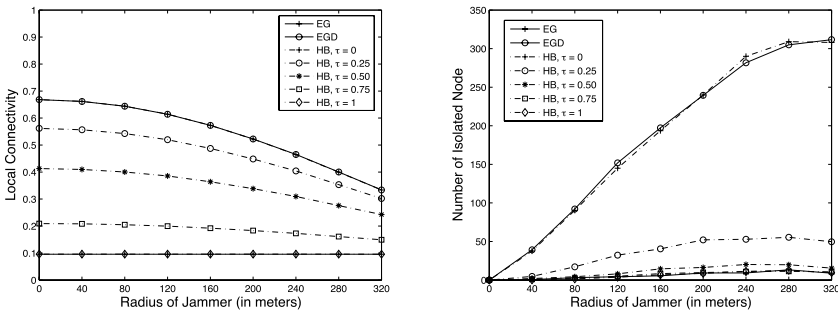 1
0.9
0.8
0.7
0.6
0.5
0.4
0.3
0.2
0.1
0
0 40 80 120 160 200 240 280 320
Local Connectivity
Radius of Jammer (in meters)
EG
EGD
HB, τ = 0
HB, τ = 0.25
HB, τ = 0.50
HB, τ = 0.75
HB, τ = 1
350
300
250
200
150
100
50
0
0 40 80 120 160 200 240 280 320
Number of Isolated Node
Radius of Jammer (in meters)
EG
EGD
HB, τ = 0
HB, τ = 0.25
HB, τ = 0.50
HB, τ = 0.75
HB, τ = 1